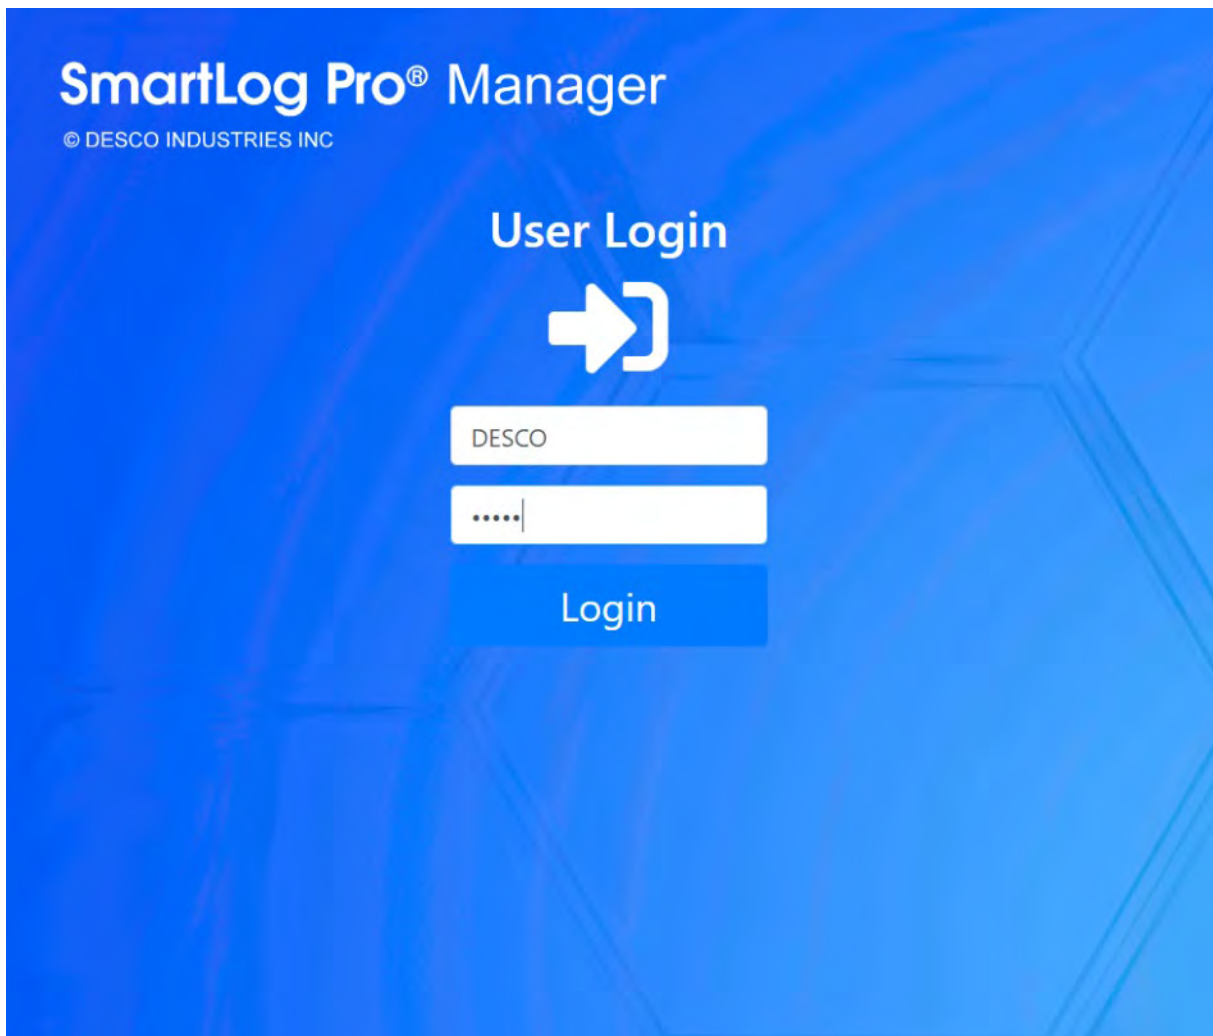 SmartLog Pro® Manager
© DESCO INDUSTRIES INC
User Login
DESCO
•••••
Login